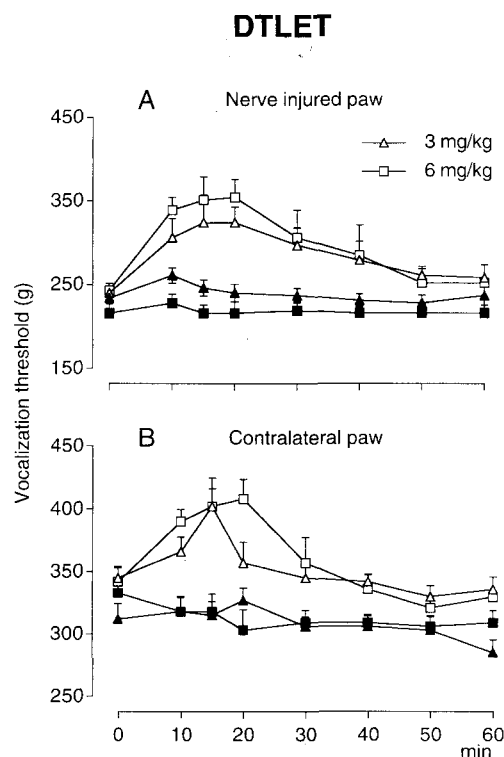 DTLET
A Nerve injured paw
3 mg/kg
6 mg/kg
450
350
250
150
Vocalization threshold (g)
B Contralateral paw
450
400
350
300
250
0 10 20 30 40 50 60
min